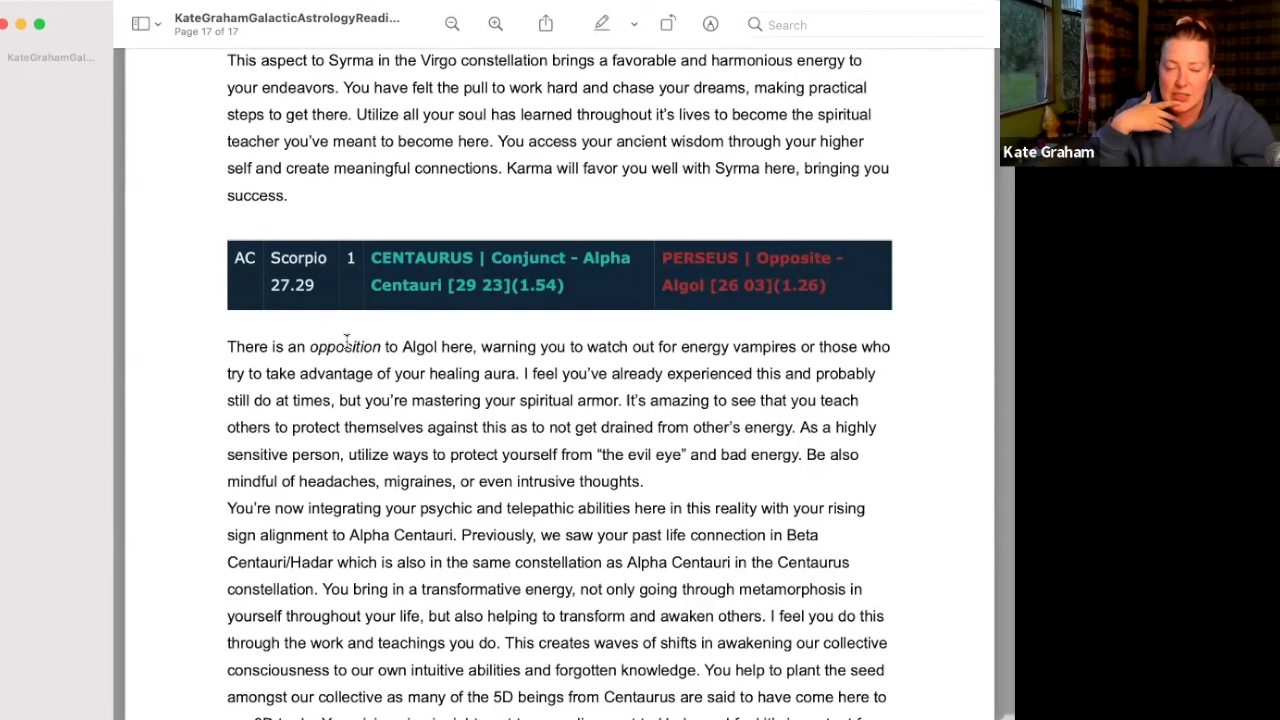 KateGrahamGalacticAstrologyReadi...
Page 17 of 17
Search
KateGrahamGal...
Kate Graham
This aspect to Syrma in the Virgo constellation brings a favorable and harmonious energy to
your endeavors. You have felt the pull to work hard and chase your dreams, making practical
steps to get there. Utilize all your soul has learned throughout it's lives to become the spiritual
teacher you've meant to become here. You access your ancient wisdom through your higher
self and create meaningful connections. Karma will favor you well with Syrma here, bringing you
success.
AC Scorpio 27.29 1 CENTAURUS | Conjunct - Alpha Centauri [29 23](1.54) PERSEUS | Opposite - Algol [26 03](1.26)
There is an opposition to Algol here, warning you to watch out for energy vampires or those who
try to take advantage of your healing aura. I feel you've already experienced this and probably
still do at times, but you're mastering your spiritual armor. It's amazing to see that you teach
others to protect themselves against this as to not get drained from other's energy. As a highly
sensitive person, utilize ways to protect yourself from “the evil eye” and bad energy. Be also
mindful of headaches, migraines, or even intrusive thoughts.
You're now integrating your psychic and telepathic abilities here in this reality with your rising
sign alignment to Alpha Centauri. Previously, we saw your past life connection in Beta
Centauri/Hadar which is also in the same constellation as Alpha Centauri in the Centaurus
constellation. You bring in a transformative energy, not only going through metamorphosis in
yourself throughout your life, but also helping to transform and awaken others. I feel you do this
through the work and teachings you do. This creates waves of shifts in awakening our collective
consciousness to our own intuitive abilities and forgotten knowledge. You help to plant the seed
amongst our collective as many of the 5D beings from Centaurus are said to have come here to